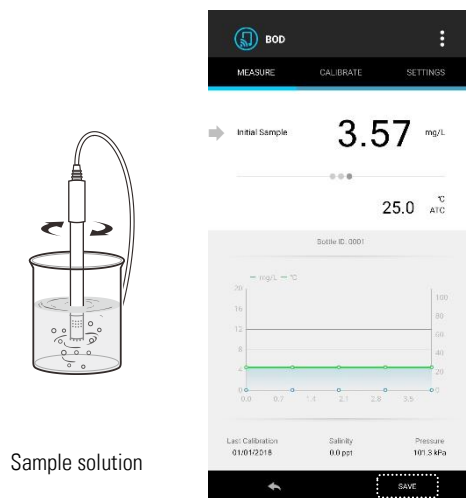 BOD
MEASURE CALIBRATE SETTINGS
Initial Sample 3.57 mg/L
25.0 °C
ATC
Bottle ID: 0001
mg/L °C
20 100
16 80
12 60
8 40
4 20
0 0
0.0 0.7 1.4 2.1 2.8 3.5
Last Calibration Salinity Pressure
01/01/2018 0.0 ppt 101.3 kPa
SAVE
Sample solution